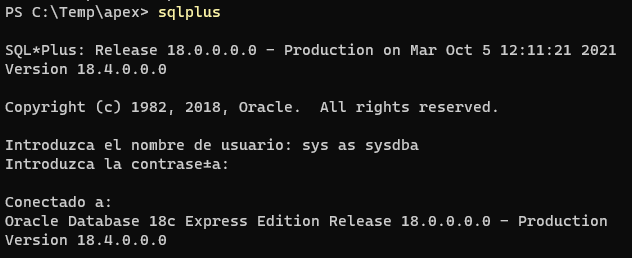 PS C:\Temp\apex> sqlplus
SQL*Plus: Release 18.0.0.0.0 - Production on Mar Oct 5 12:11:21 2021
Version 18.4.0.0.0
Copyright (c) 1982, 2018, Oracle.  All rights reserved.
Introduzca el nombre de usuario: sys as sysdba
Introduzca la contrase±a:
Conectado a:
Oracle Database 18c Express Edition Release 18.0.0.0.0 - Production
Version 18.4.0.0.0